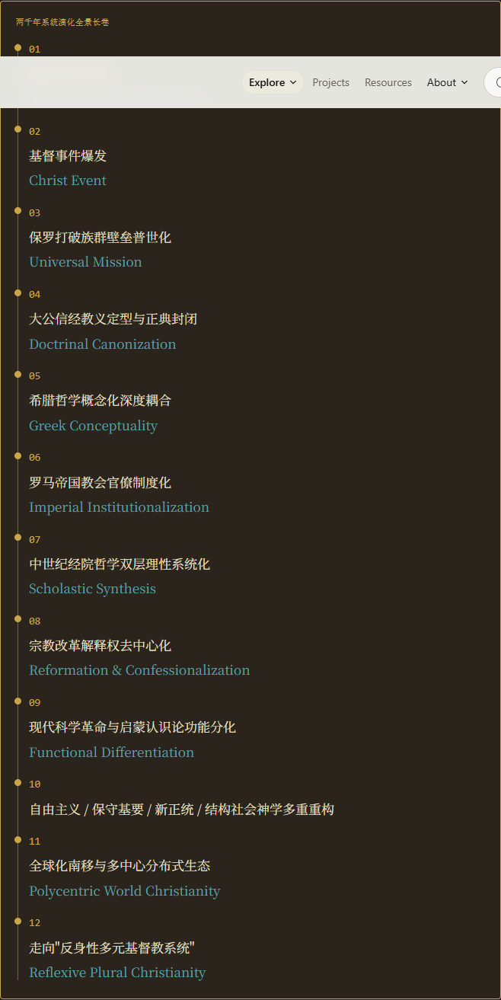 两千年系统演化全景长卷
01
Explore Projects Resources About
02
基督事件爆发
Christ Event
03
保罗打破族群壁垒普世化
Universal Mission
04
大公信经教义定型与正典封闭
Doctrinal Canonization
05
希腊哲学概念化深度耦合
Greek Conceptuality
06
罗马帝国教会官僚制度化
Imperial Institutionalization
07
中世纪经院哲学双层理性系统化
Scholastic Synthesis
08
宗教改革解释权去中心化
Reformation & Confessionalization
09
现代科学革命与启蒙认识论功能分化
Functional Differentiation
10
自由主义 / 保守基要 / 新正统 / 结构社会神学多重重构
11
全球化南移与多中心分布式生态
Polycentric World Christianity
12
走向"反身性多元基督教系统"
Reflexive Plural Christianity